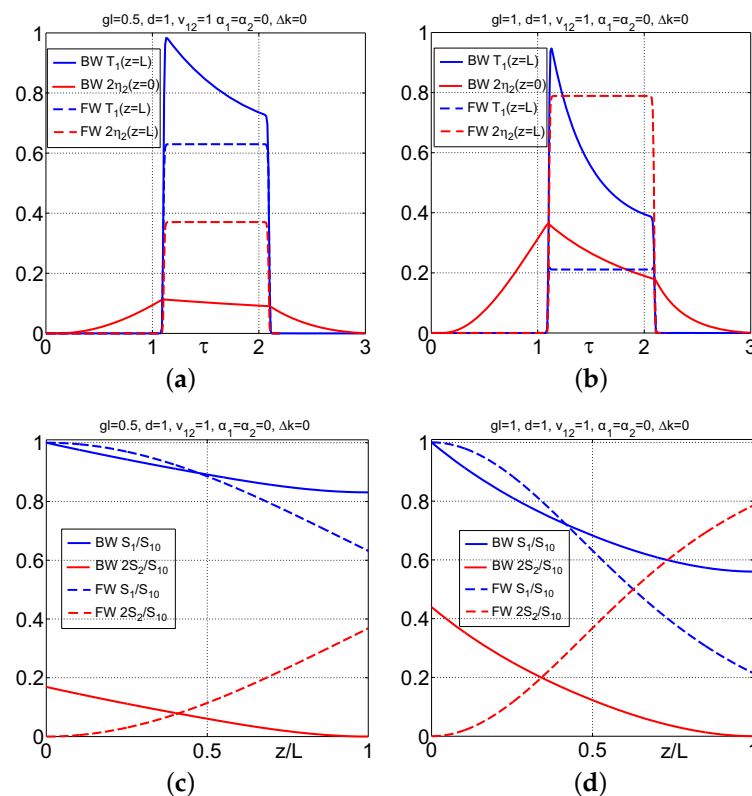 gl=0.5, d=1, v12=1 α1=α2=0, Δk=0
1
0.8
0.6
0.4
0.2
0
BW T1(z=L)
BW 2η2(z=0)
FW T1(z=L)
FW 2η2(z=L)
0 1 τ 2 3
(a)
gl=1, d=1, v12=1, α1=α2=0, Δk=0
1
0.8
0.6
0.4
0.2
0
BW T1(z=L)
BW 2η2(z=0)
FW T1(z=L)
FW 2η2(z=L)
0 1 τ 2 3
(b)
gl=0.5, d=1, v12=1, α1=α2=0, Δk=0
1
0.8
0.6
0.4
0.2
0
BW S1/S10
BW 2S2/S10
FW S1/S10
FW 2S2/S10
0 0.5 z/L 1
(c)
gl=1, d=1, v12=1, α1=α2=0, Δk=0
1
0.8
0.6
0.4
0.2
0
BW S1/S10
BW 2S2/S10
FW S1/S10
FW 2S2/S10
0 0.5 z/L 1
(d)